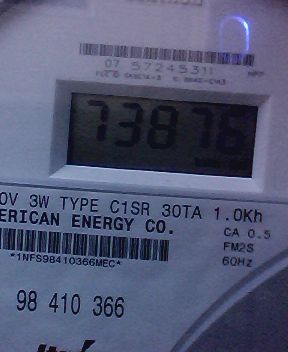 07 57245311
73876
0V 3W TYPE C1SR 30TA 1.0Kh
ERICAN ENERGY CO.
CA 0.5
FM2S
60HZ
*1NFS98410366MEC*
98 410 366